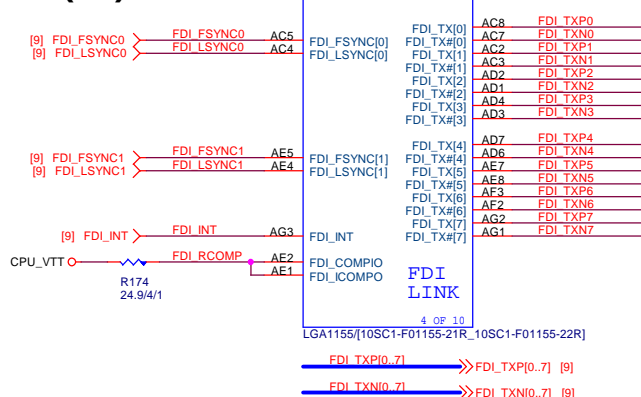 [9] FDI_FSYNC0 FDI_FSYNC0 AC5 FDI_FSYNC[0]
[9] FDI_LSYNC0 FDI_LSYNC0 AC4 FDI_LSYNC[0]
[9] FDI_FSYNC1 FDI_FSYNC1 AE5 FDI_FSYNC[1]
[9] FDI_LSYNC1 FDI_LSYNC1 AE4 FDI_LSYNC[1]
[9] FDI_INT FDI_INT AG3 FDI_INT
CPU_VTT FDI_RCOMP AE2 FDI_COMPIO
AE1 FDI_ICOMPO
R174
24.9/4/1
FDI_TX[0] AC8 FDI_TXP0
FDI_TX#[0] AC7 FDI_TXN0
FDI_TX[1] AC2 FDI_TXP1
FDI_TX#[1] AC3 FDI_TXN1
FDI_TX[2] AD2 FDI_TXP2
FDI_TX#[2] AD1 FDI_TXN2
FDI_TX[3] AD4 FDI_TXP3
FDI_TX#[3] AD3 FDI_TXN3
FDI_TX[4] AD7 FDI_TXP4
FDI_TX#[4] AD6 FDI_TXN4
FDI_TX[5] AE7 FDI_TXP5
FDI_TX#[5] AE8 FDI_TXN5
FDI_TX[6] AF3 FDI_TXP6
FDI_TX#[6] AF2 FDI_TXN6
FDI_TX[7] AG2 FDI_TXP7
FDI_TX#[7] AG1 FDI_TXN7
FDI
LINK
4 OF 10
LGA1155/[10SC1-F01155-21R_10SC1-F01155-22R]
FDI_TXP[0..7] FDI_TXP[0..7] [9]
FDI_TXN[0..7] FDI_TXN[0..7] [9]